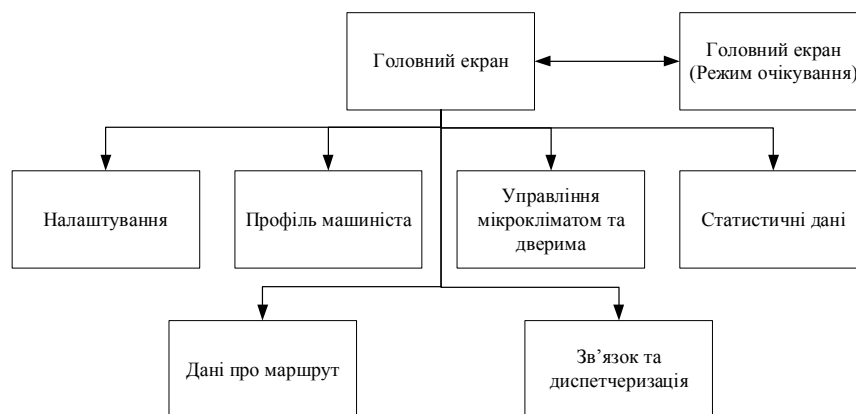 Головний екран
Головний екран
(Режим очікування)
Налаштування
Профіль машиніста
Управління
мікрокліматом та
дверима
Статистичні дані
Дані про маршрут
Зв’язок та
диспетчеризація